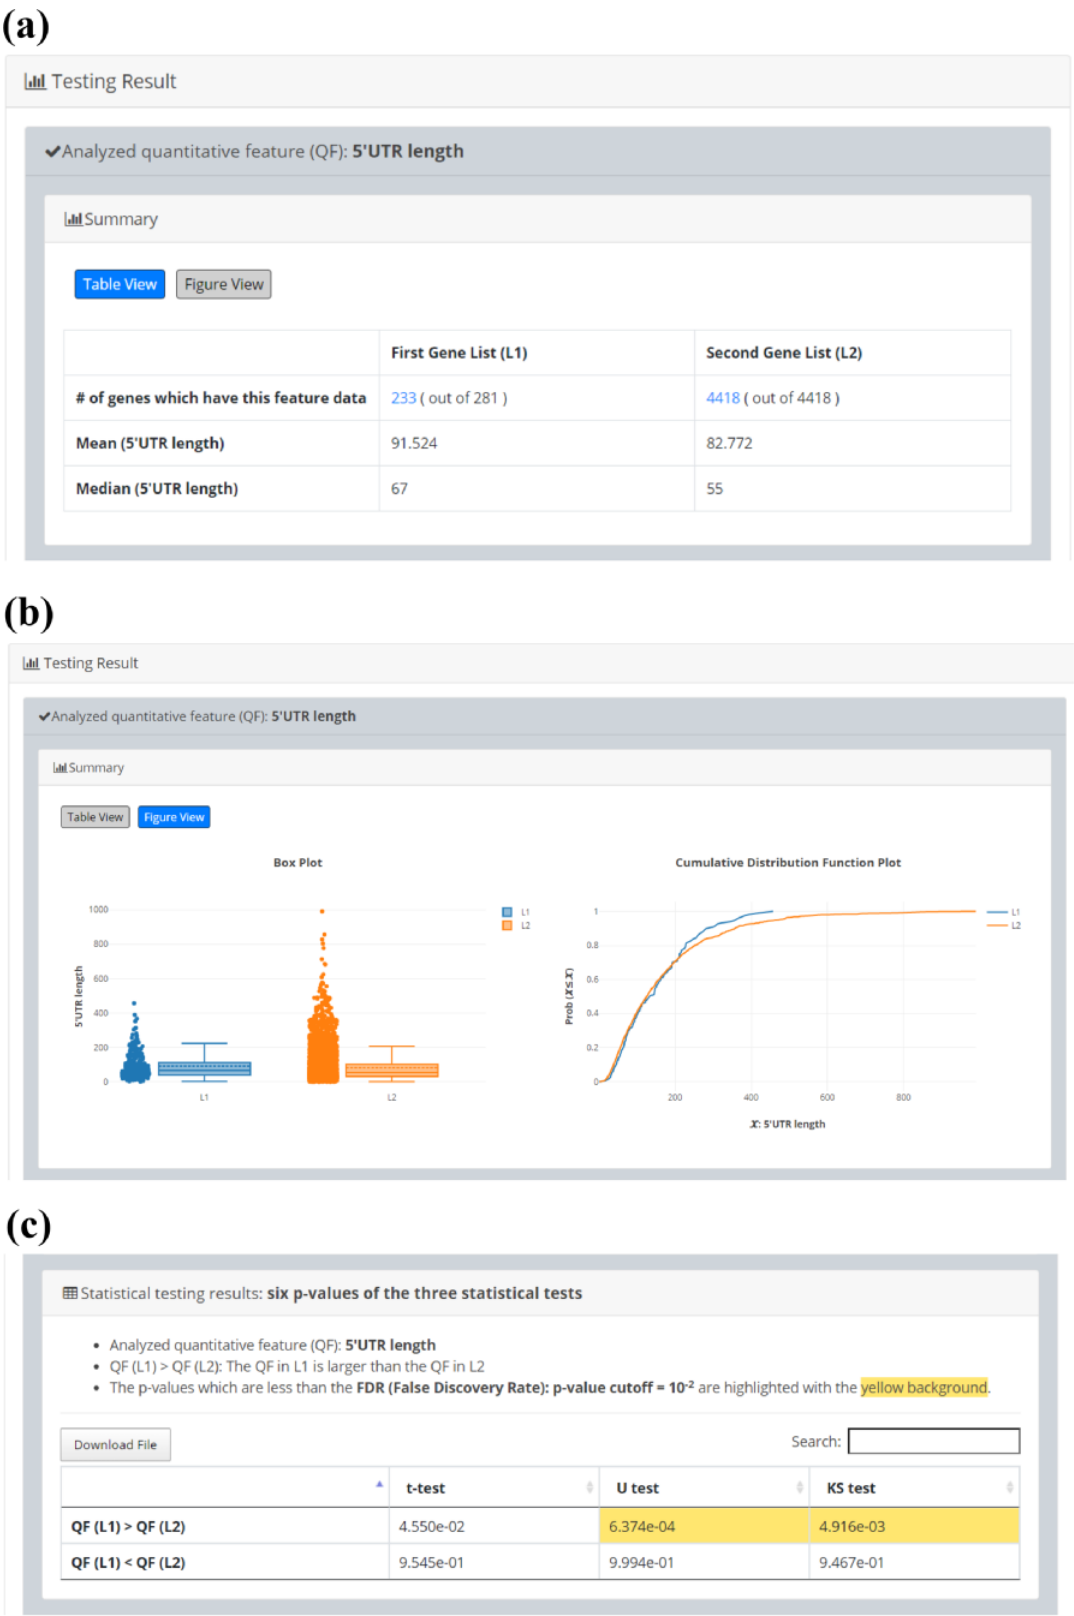 (a)
Testing Result
Analyzed quantitative feature (QF): 5'UTR length
Summary
Table View Figure View
First Gene List (L1) Second Gene List (L2)
# of genes which have this feature data 233 ( out of 281 ) 4418 ( out of 4418 )
Mean (5'UTR length) 91.524 82.772
Median (5'UTR length) 67 55
(b)
Testing Result
Analyzed quantitative feature (QF): 5'UTR length
Summary
Table View Figure View
Box Plot
1000
800
600
400
200
0
5'UTR length
L1 L2
L1
L2
Cumulative Distribution Function Plot
1
0.8
0.6
0.4
0.2
0
Prob (X≤x)
200 400 600 800
X: 5'UTR length
L1
L2
(c)
Statistical testing results: six p-values of the three statistical tests
• Analyzed quantitative feature (QF): 5'UTR length
• QF (L1) > QF (L2): The QF in L1 is larger than the QF in L2
• The p-values which are less than the FDR (False Discovery Rate): p-value cutoff = 10⁻² are highlighted with the yellow background.
Download File Search:
t-test U test KS test
QF (L1) > QF (L2) 4.550e-02 6.374e-04 4.916e-03
QF (L1) < QF (L2) 9.545e-01 9.994e-01 9.467e-01